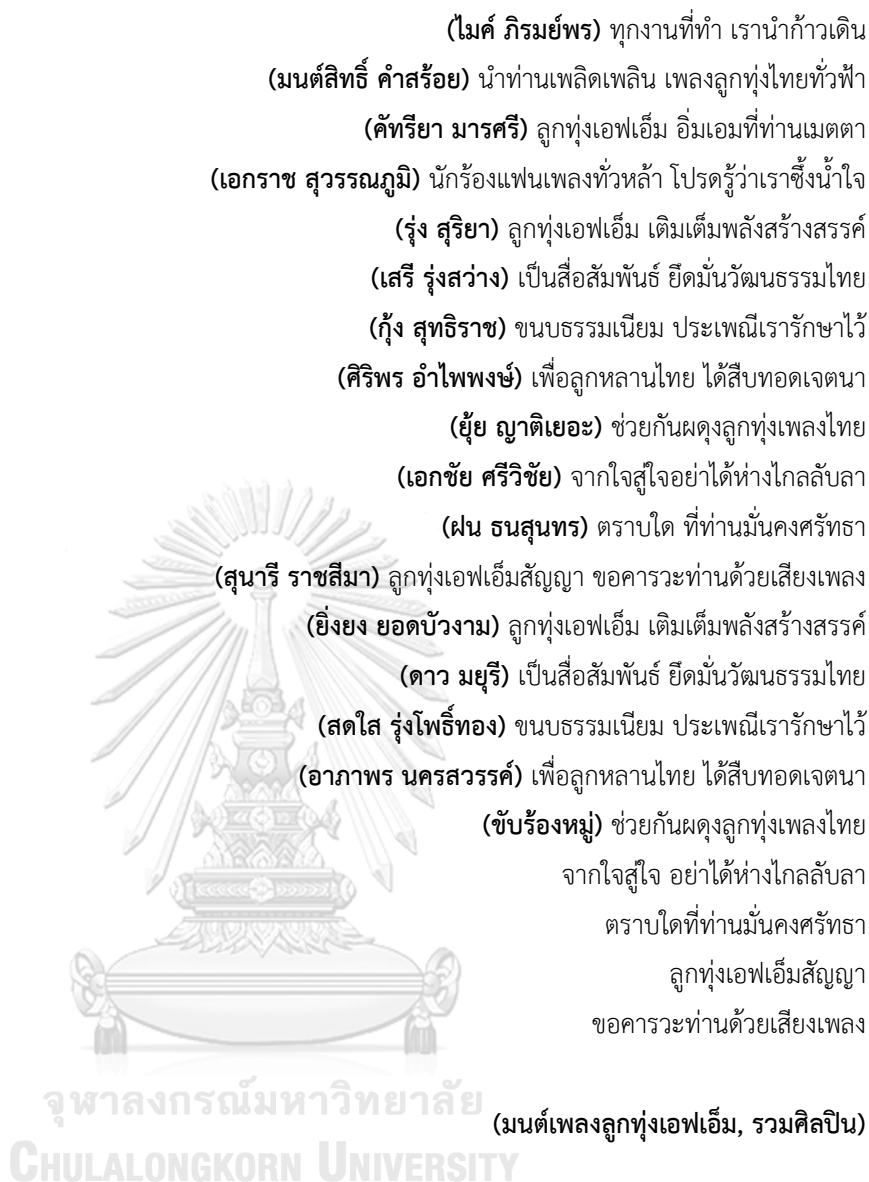 (ไมค์ ภิรมย์พร) ทุกงานที่ทำ เรานำก้าวเดิน
(มนต์สิทธิ์ คำสร้อย) นำท่านเพลิดเพลิน เพลงลูกทุ่งไทยทั่วฟ้า
(คัทรียา มารศรี) ลูกทุ่งเอฟเอ็ม อิ่มเอมที่ท่านเมตตา
(เอกราช สุวรรณภูมิ) นักร้องแฟนเพลงทั่วหล้า โปรดรู้ว่าเราซึ้งน้ำใจ
(รุ่ง สุริยา) ลูกทุ่งเอฟเอ็ม เติมเต็มพลังสร้างสรรค์
(เสรี รุ่งสว่าง) เป็นสื่อสัมพันธ์ ยึดมั่นวัฒนธรรมไทย
(กุ้ง สุทธิราช) ขนบธรรมเนียม ประเพณีเรารักษาไว้
(ศิริพร อำไพพงษ์) เพื่อลูกหลานไทย ได้สืบทอดเจตนา
(ยุ้ย ญาติเยอะ) ช่วยกันผดุงลูกทุ่งเพลงไทย
(เอกชัย ศรีวิชัย) จากใจสู่ใจอย่าได้ห่างไกลลับลา
(ฝน ธนสุนทร) ตราบใด ที่ท่านมั่นคงศรัทธา
(สุนารี ราชสีมา) ลูกทุ่งเอฟเอ็มสัญญา ขอคารวะท่านด้วยเสียงเพลง
(ยิ่งยง ยอดบัวงาม) ลูกทุ่งเอฟเอ็ม เติมเต็มพลังสร้างสรรค์
(ดาว มยุรี) เป็นสื่อสัมพันธ์ ยึดมั่นวัฒนธรรมไทย
(สดใส รุ่งโพธิ์ทอง) ขนบธรรมเนียม ประเพณีเรารักษาไว้
(อาภาพร นครสวรรค์) เพื่อลูกหลานไทย ได้สืบทอดเจตนา
(ขับร้องหมู่) ช่วยกันผดุงลูกทุ่งเพลงไทย
จากใจสู่ใจ อย่าได้ห่างไกลลับลา
ตราบใดที่ท่านมั่นคงศรัทธา
ลูกทุ่งเอฟเอ็มสัญญา
ขอคารวะท่านด้วยเสียงเพลง
(มนต์เพลงลูกทุ่งเอฟเอ็ม, รวมศิลปิน)
จุฬาลงกรณ์มหาวิทยาลัย
CHULALONGKORN UNIVERSITY